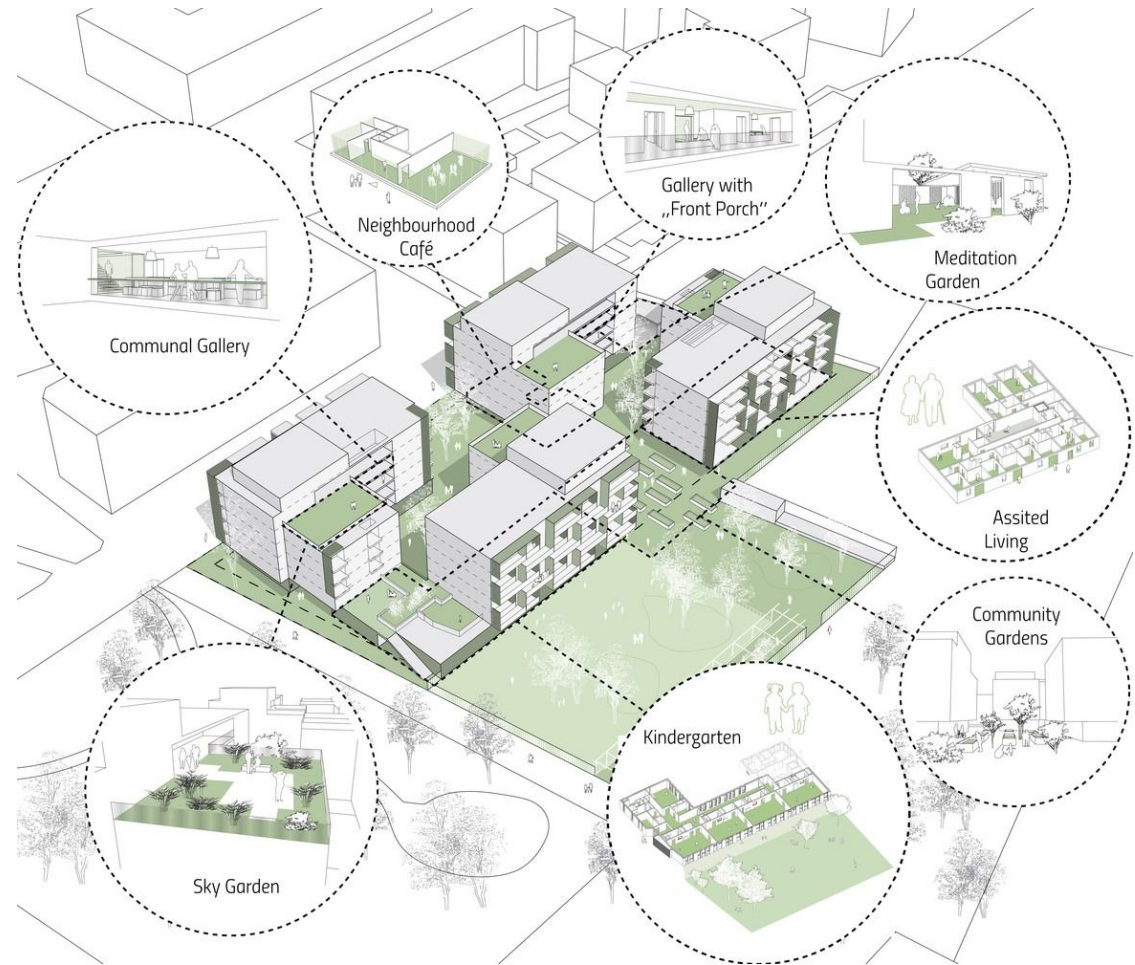 Neighbourhood
Café
Gallery with
„Front Porch”
Meditation
Garden
Communal Gallery
Assited
Living
Community
Gardens
Kindergarten
Sky Garden